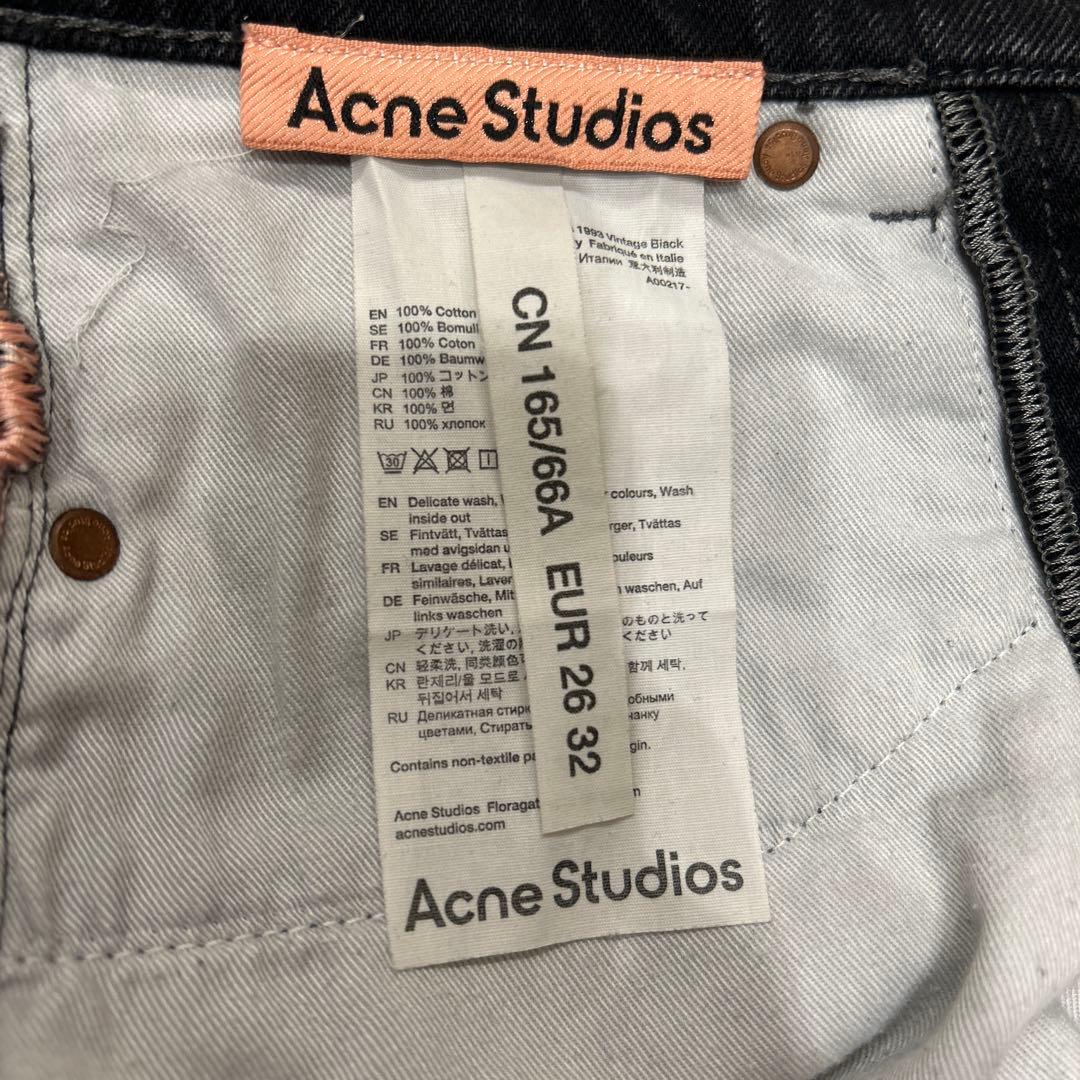 Acne Studios
1993 Vintage Black
y Fabriqué en Italie
Италии 意大利制造
A00217-
EN 100% Cotton
SE 100% Bomull
FR 100% Coton
DE 100% Baumw
JP 100% コットン
CN 100% 棉
KR 100% 면
RU 100% хлопок
30
CN 165/66A EUR 26 32
EN Delicate wash, colours, Wash
inside out
SE Fintvätt, Tvättas rger, Tvättas
med avigsidan u
FR Lavage délicat, L ouleurs
similaires, Laver
DE Feinwäsche, Mit n waschen, Auf
links waschen
JP デリケート洗い, のものと洗って
ください, 洗濯の ください
CN 轻柔洗, 同类颜色
KR 란제리/울 모드로 함께 세탁,
뒤집어서 세탁
RU Деликатная стирк обными
цветами, Стирать нанку
Contains non-textile pa gin.
Acne Studios Floragat n
acnestudios.com
Acne Studios